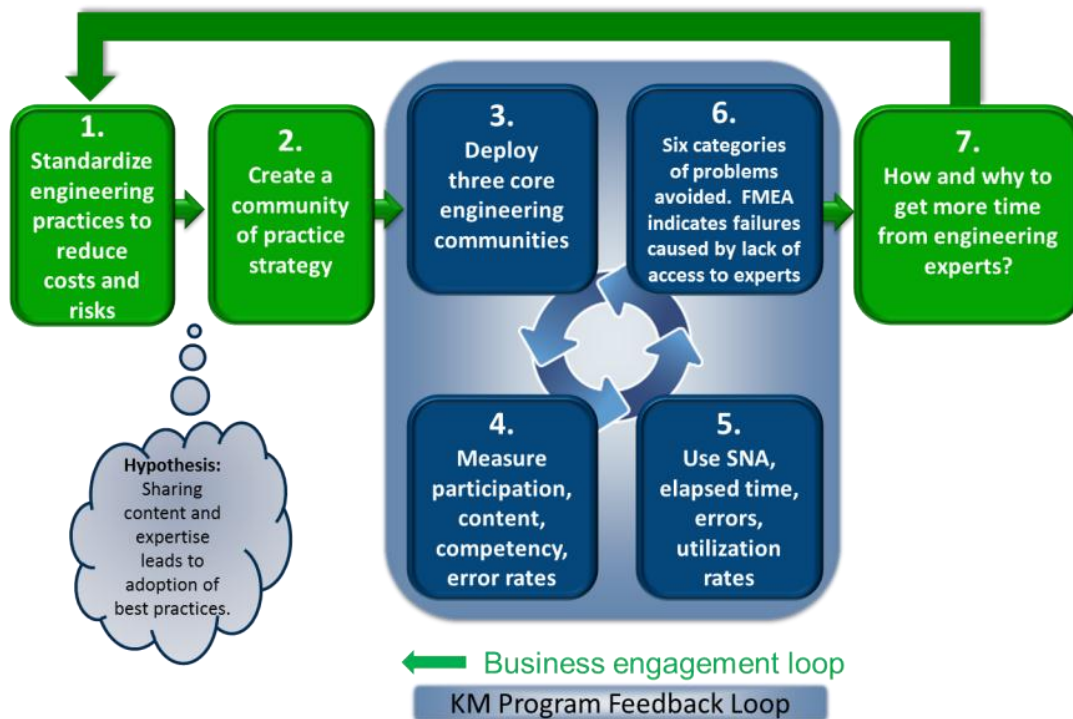 1.
Standardize
engineering
practices to
reduce
costs and
risks
2.
Create a
community
of practice
strategy
3.
Deploy
three core
engineering
communities
6.
Six categories
of problems
avoided.  FMEA
indicates failures
caused by lack of
access to experts
7.
How and why to
get more time
from engineering
experts?
Hypothesis:
Sharing
content and
expertise
leads to
adoption of
best practices.
4.
Measure
participation,
content,
competency,
error rates
5.
Use SNA,
elapsed time,
errors,
utilization
rates
Business engagement loop
KM Program Feedback Loop